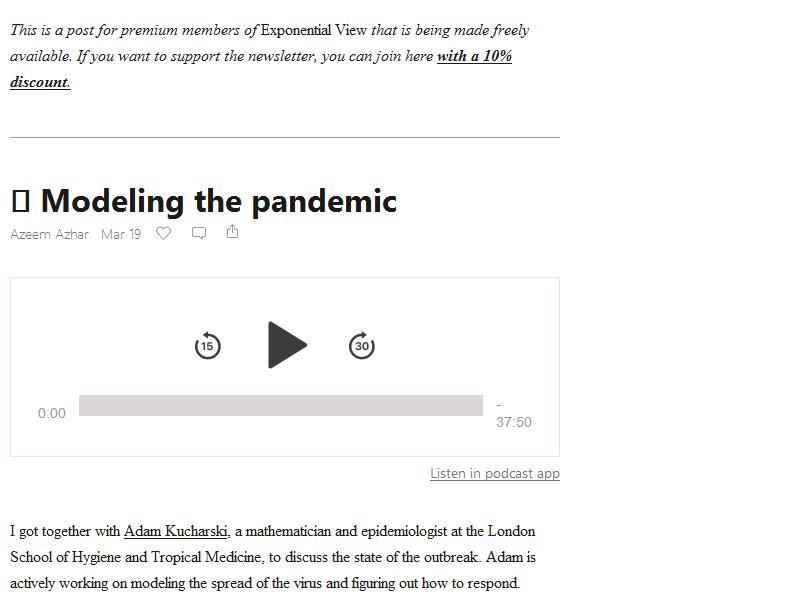 This is a post for premium members of Exponential View that is being made freely
available. If you want to support the newsletter, you can join here with a 10%
discount.
Modeling the pandemic
Azeem Azhar Mar 19
15
30
0:00
-
37:50
Listen in podcast app
I got together with Adam Kucharski, a mathematician and epidemiologist at the London
School of Hygiene and Tropical Medicine, to discuss the state of the outbreak. Adam is
actively working on modeling the spread of the virus and figuring out how to respond.